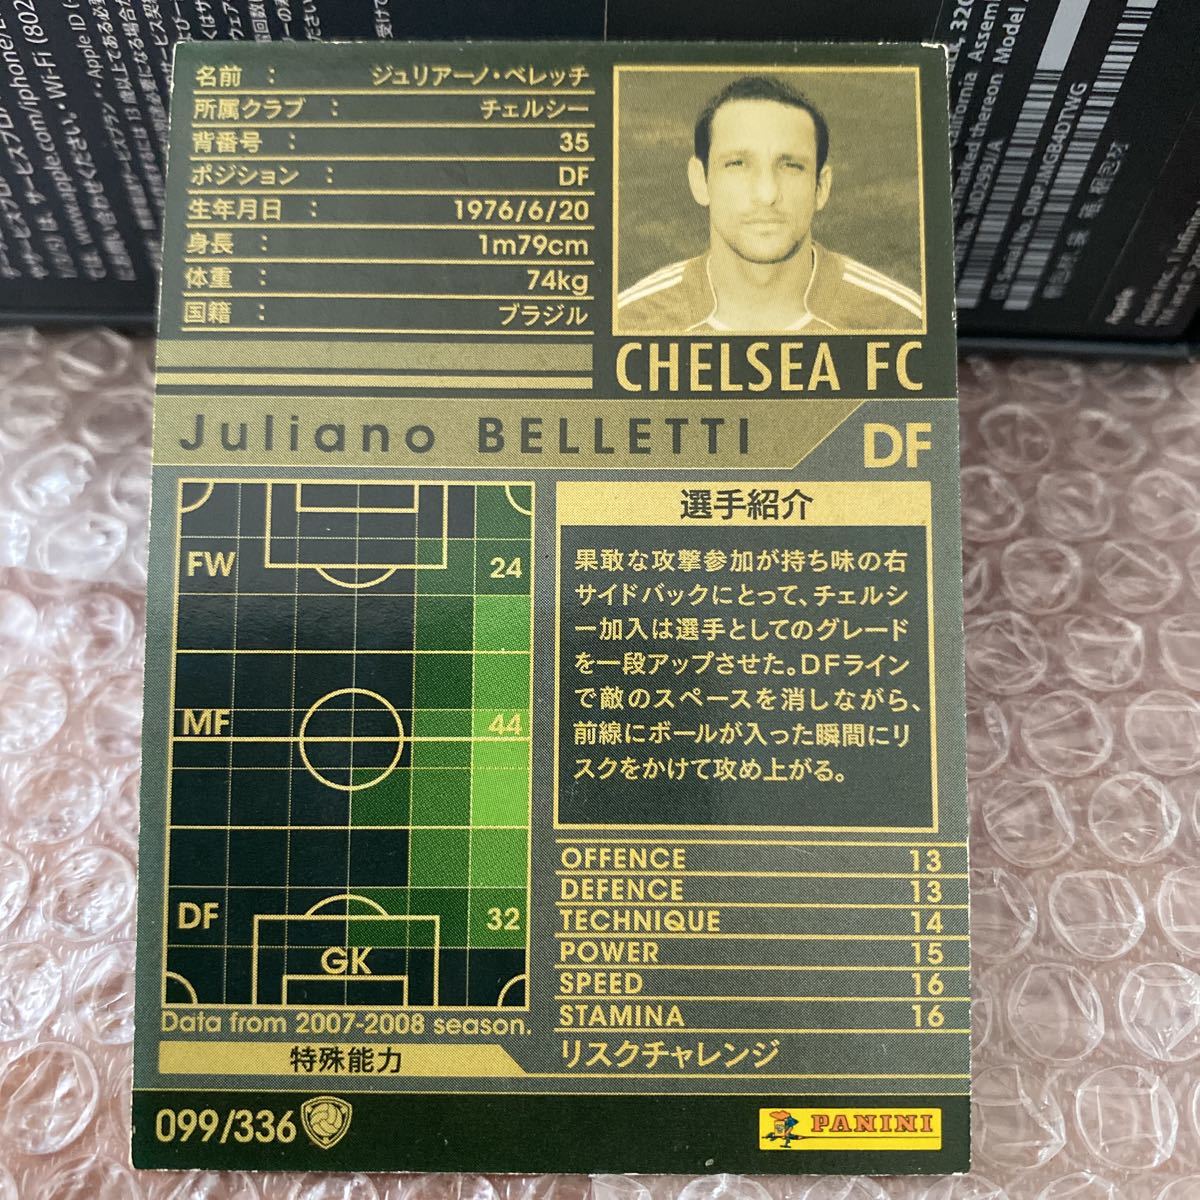 名前 : ジュリアーノ・ベレッチ
所属クラブ : チェルシー
背番号 : 35
ポジション : DF
生年月日 : 1976/6/20
身長 : 1m79cm
体重 : 74kg
国籍 : ブラジル
CHELSEA FC
Juliano BELLETTI
DF
FW 24
MF 44
DF 32
GK
Data from 2007-2008 season.
選手紹介
果敢な攻撃参加が持ち味の右
サイドバックにとって、チェルシ
ー加入は選手としてのグレード
を一段アップさせた。DFライン
で敵のスペースを消しながら、
前線にボールが入った瞬間にリ
スクをかけて攻め上がる。
OFFENCE 13
DEFENCE 13
TECHNIQUE 14
POWER 15
SPEED 16
STAMINA 16
特殊能力
リスクチャレンジ
099/336
PANINI